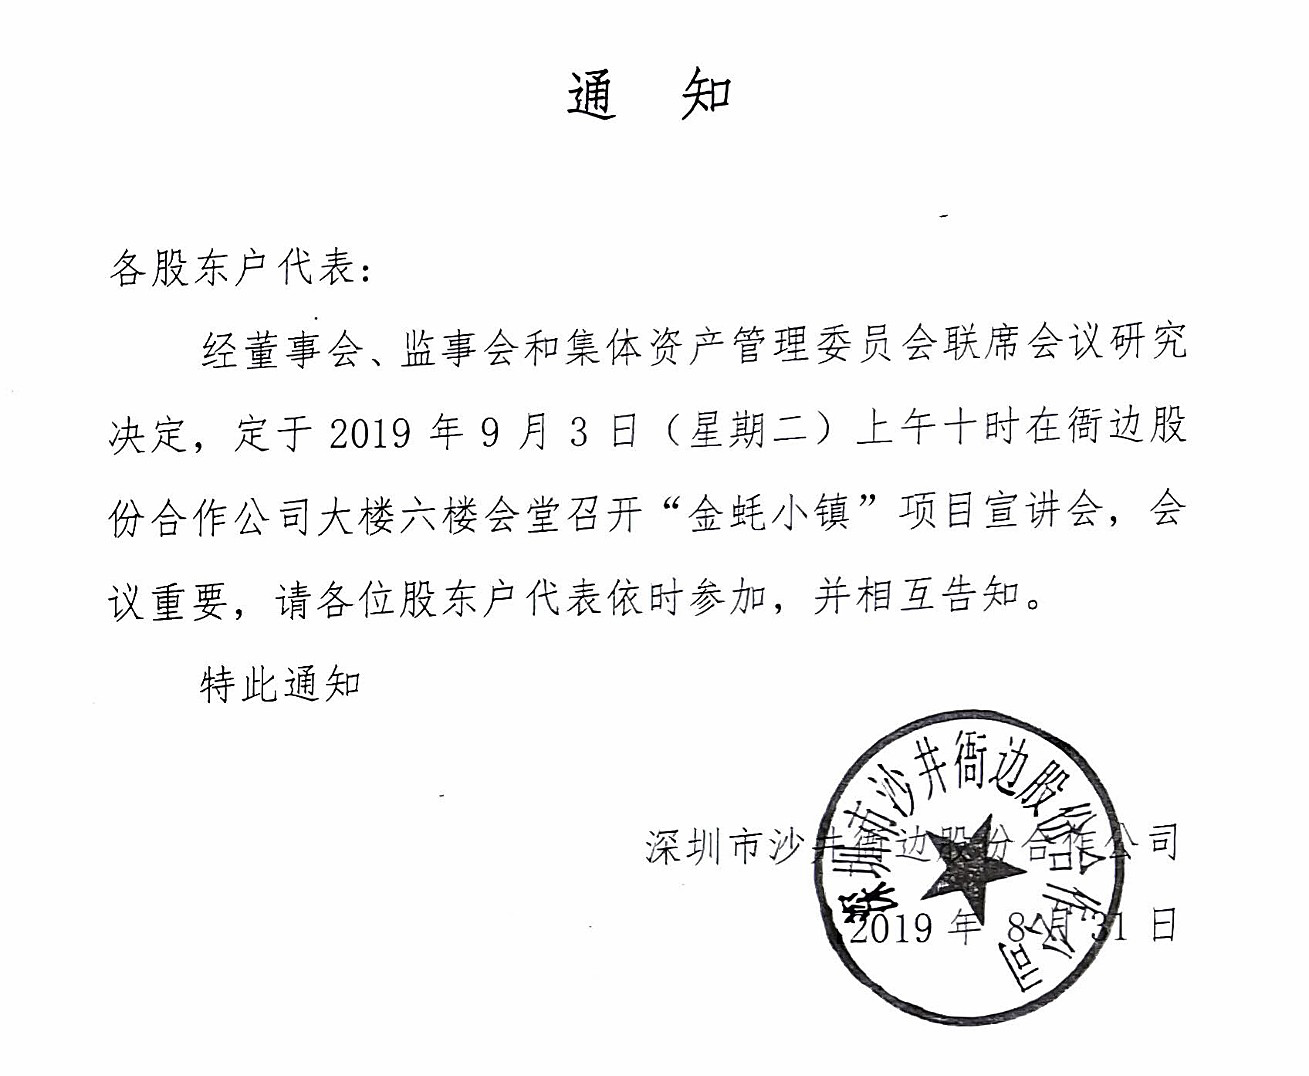 通 知
各股东户代表：
经董事会、监事会和集体资产管理委员会联席会议研究
决定，定于 2019 年 9 月 3 日（星期二）上午十时在衙边股
份合作公司大楼六楼会堂召开“金蚝小镇”项目宣讲会，会
议重要，请各位股东户代表依时参加，并相互告知。
特此通知
深圳市沙井衙边股份合作公司
2019 年 8 月 31 日
深圳市沙井衙边股份合作公司